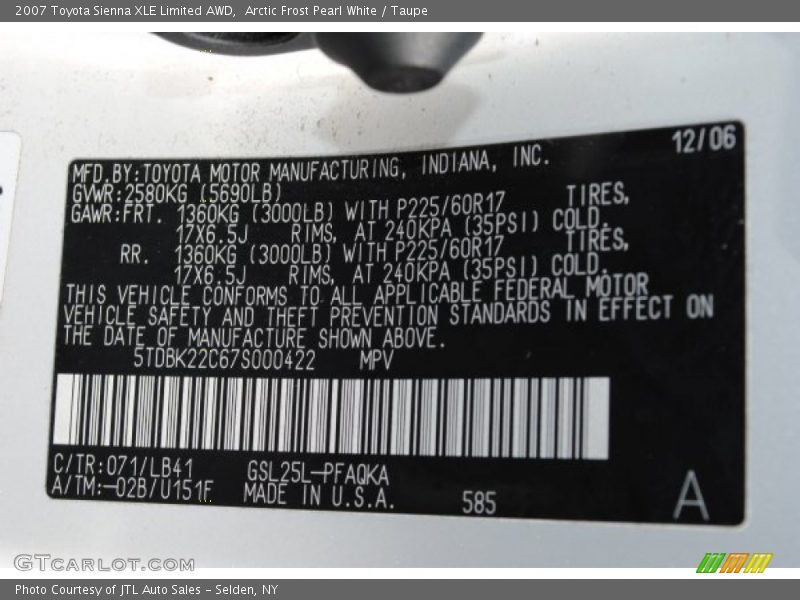 2007 Toyota Sienna XLE Limited AWD,  Arctic Frost Pearl White / Taupe
12/06
MFD.BY:TOYOTA MOTOR MANUFACTURING, INDIANA, INC.
GVWR:2580KG (5690LB)
GAWR:FRT. 1360KG (3000LB) WITH P225/60R17 TIRES,
17X6.5J RIMS, AT 240KPA (35PSI) COLD.
RR. 1360KG (3000LB) WITH P225/60R17 TIRES,
17X6.5J RIMS, AT 240KPA (35PSI) COLD.
THIS VEHICLE CONFORMS TO ALL APPLICABLE FEDERAL MOTOR
VEHICLE SAFETY AND THEFT PREVENTION STANDARDS IN EFFECT ON
THE DATE OF MANUFACTURE SHOWN ABOVE.
5TDBK22C67S000422 MPV
C/TR:071/LB41 GSL25L-PFAQKA
A/TM:-02B/U151F MADE IN U.S.A. 585 A
GTCARLOT.COM
Photo Courtesy of JTL Auto Sales - Selden, NY